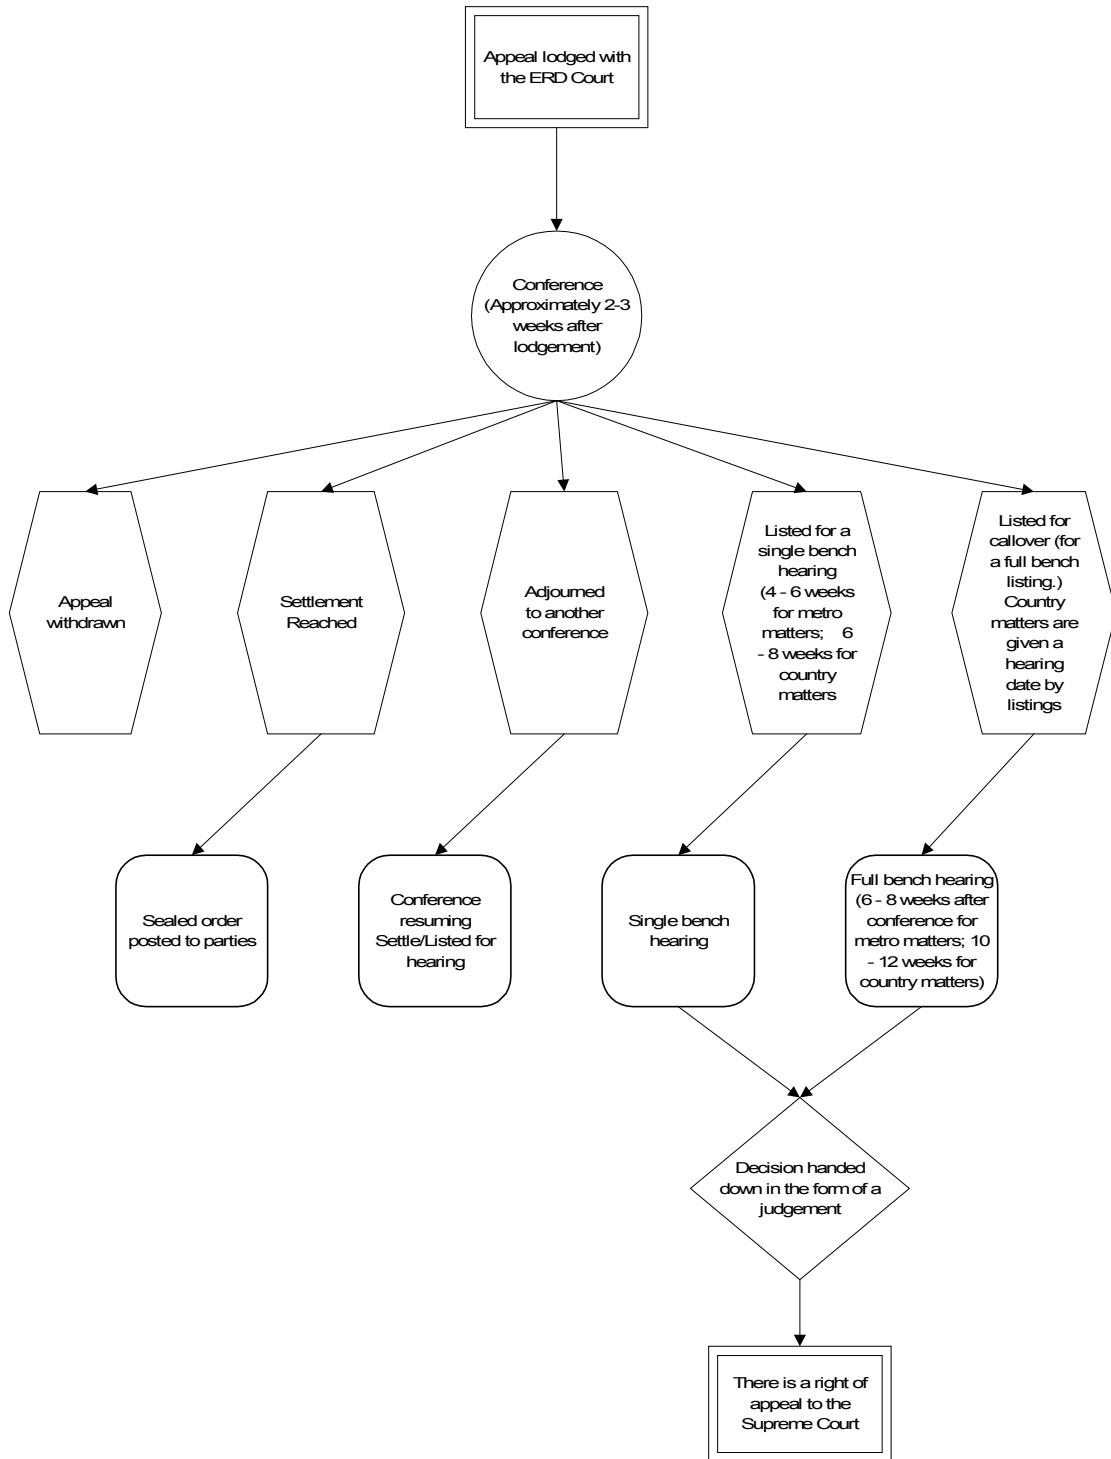 Appeal lodged with
the ERD Court
Conference
(Approximately 2-3
weeks after
lodgement)
Appeal
withdrawn
Settlement
Reached
Adjourned
to another
conference
Listed for a
single bench
hearing
(4 - 6 weeks
for metro
matters; 6
- 8 weeks for
country
matters
Listed for
callover (for
a full bench
listing.)
Country
matters are
given a
hearing
date by
listings
Sealed order
posted to parties
Conference
resuming
Settle/Listed for
hearing
Single bench
hearing
Full bench hearing
(6 - 8 weeks after
conference for
metro matters; 10
- 12 weeks for
country matters)
Decision handed
down in the form of a
judgement
There is a right of
appeal to the
Supreme Court